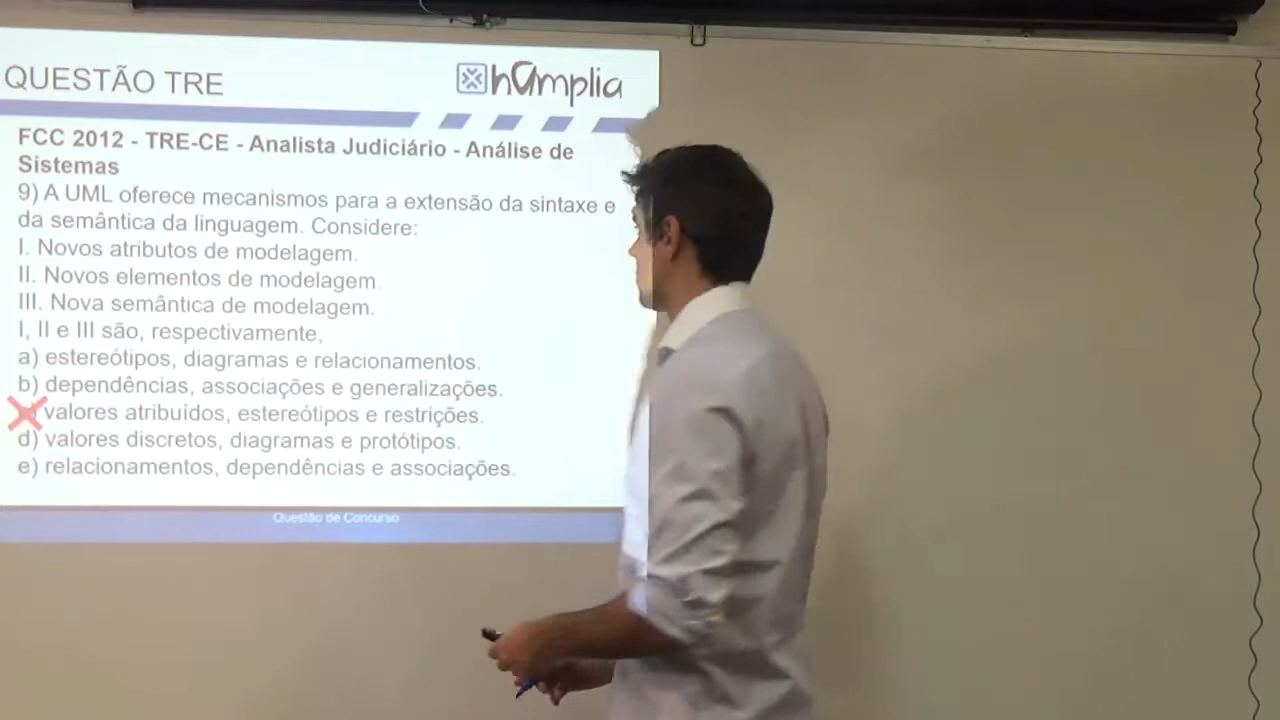 QUESTÃO TRE
hamplia
FCC 2012 - TRE-CE - Analista Judiciário - Análise de
Sistemas
9) A UML oferece mecanismos para a extensão da sintaxe e
da semântica da linguagem. Considere:
I. Novos atributos de modelagem.
II. Novos elementos de modelagem.
III. Nova semântica de modelagem.
I, II e III são, respectivamente,
a) estereótipos, diagramas e relacionamentos.
b) dependências, associações e generalizações.
valores atribuídos, estereótipos e restrições.
d) valores discretos, diagramas e protótipos.
e) relacionamentos, dependências e associações.
Questão de Concurso